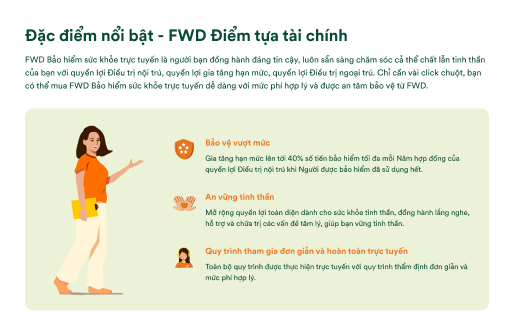 Đặc điểm nổi bật - FWD Điểm tựa tài chính
FWD Bảo hiểm sức khỏe trực tuyến là người bạn đồng hành đáng tin cậy, luôn sẵn sàng chăm sóc cả thể chất lẫn tinh thần
của bạn với quyền lợi Điều trị nội trú, quyền lợi gia tăng hạn mức, quyền lợi Điều trị ngoại trú. Chỉ cần vài click chuột, bạn
có thể mua FWD Bảo hiểm sức khỏe trực tuyến dễ dàng với mức phí hợp lý và được an tâm bảo vệ từ FWD.
Bảo vệ vượt mức
Gia tăng hạn mức lên tới 40% số tiền bảo hiểm tối đa mỗi Năm hợp đồng của
quyền lợi Điều trị nội trú khi Người được bảo hiểm đã sử dụng hết.
An vững tinh thần
Mở rộng quyền lợi toàn diện dành cho sức khỏe tinh thần, đồng hành lắng nghe,
hỗ trợ và chữa trị các vấn đề tâm lý, giúp bạn vững tinh thần.
Quy trình tham gia đơn giản và hoàn toàn trực tuyến
Toàn bộ quy trình được thực hiện trực tuyến với quy trình thẩm định đơn giản và
mức phí hợp lý.